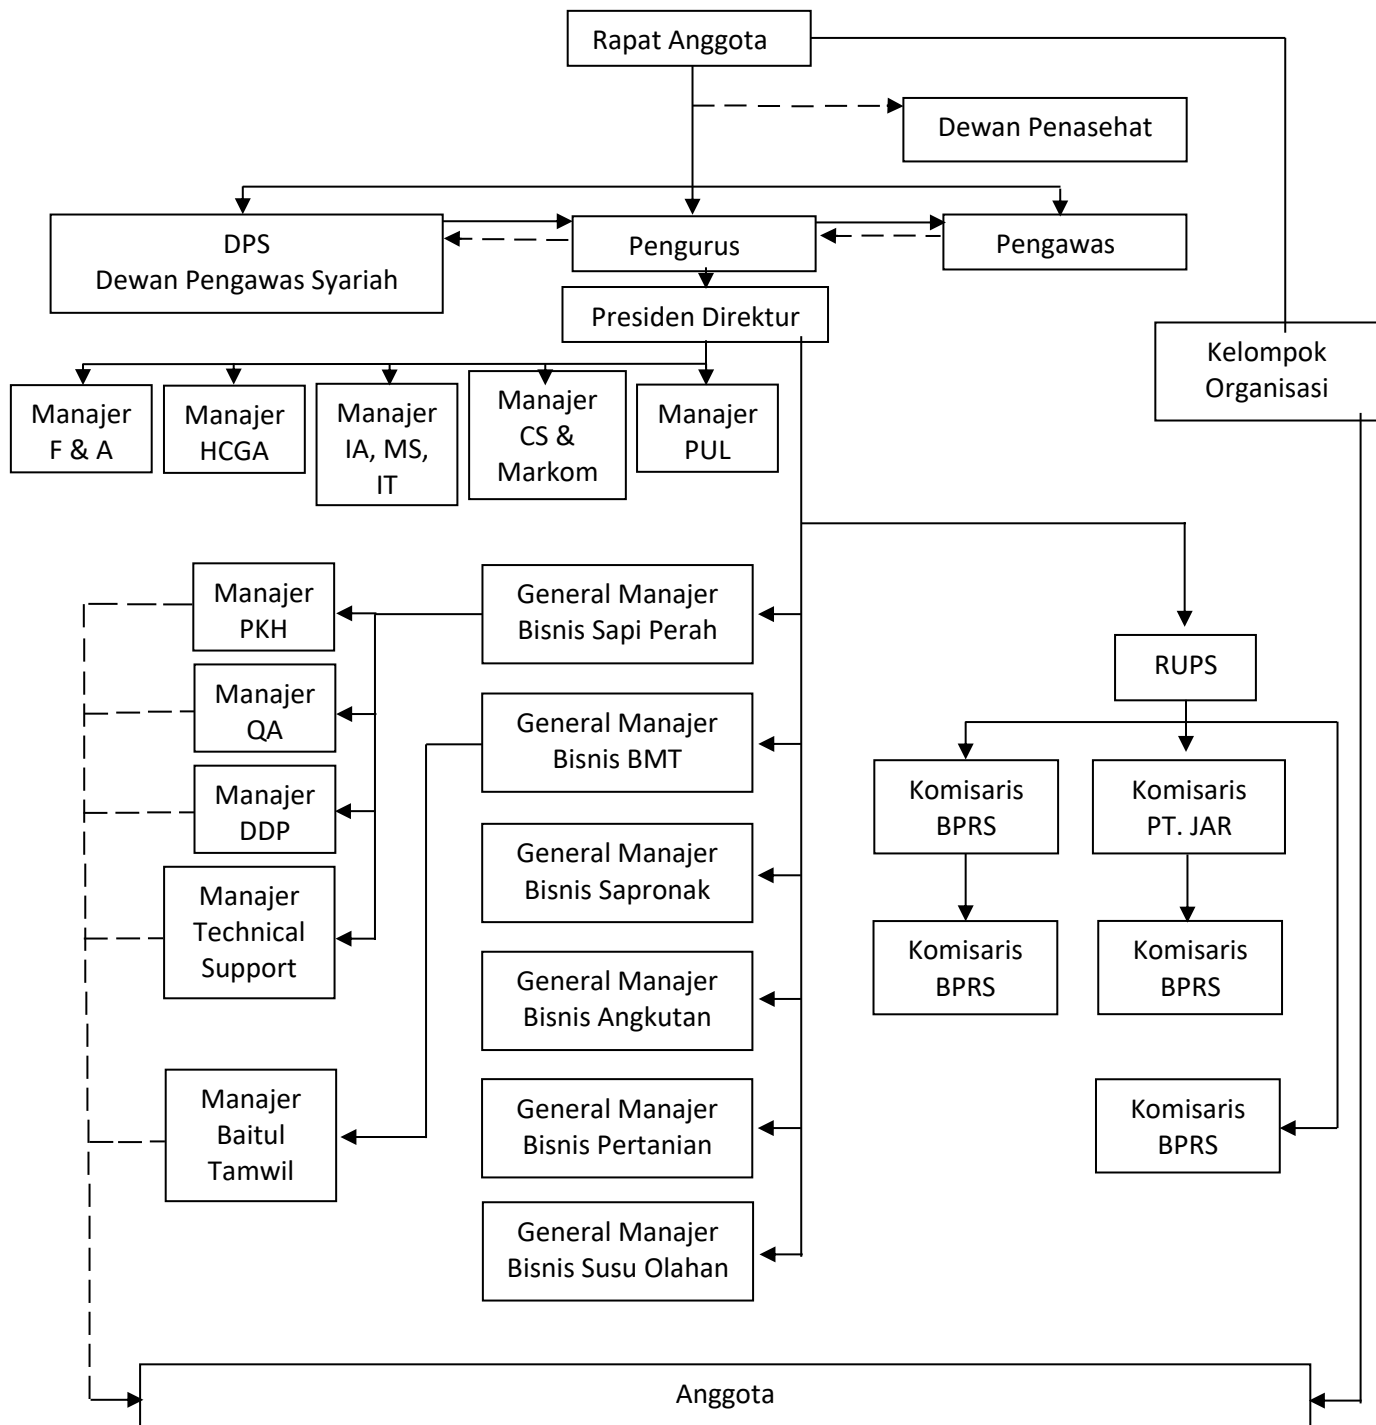 Rapat Anggota
Dewan Penasehat
DPS
Dewan Pengawas Syariah
Pengurus
Pengawas
Presiden Direktur
Kelompok
Organisasi
Manajer
F & A
Manajer
HCGA
Manajer
IA, MS,
IT
Manajer
CS &
Markom
Manajer
PUL
Manajer
PKH
General Manajer
Bisnis Sapi Perah
RUPS
Manajer
QA
General Manajer
Bisnis BMT
Manajer
DDP
Komisaris
BPRS
Komisaris
PT. JAR
General Manajer
Bisnis Sapronak
Manajer
Technical
Support
Komisaris
BPRS
Komisaris
BPRS
General Manajer
Bisnis Angkutan
Manajer
Baitul
Tamwil
General Manajer
Bisnis Pertanian
Komisaris
BPRS
General Manajer
Bisnis Susu Olahan
Anggota